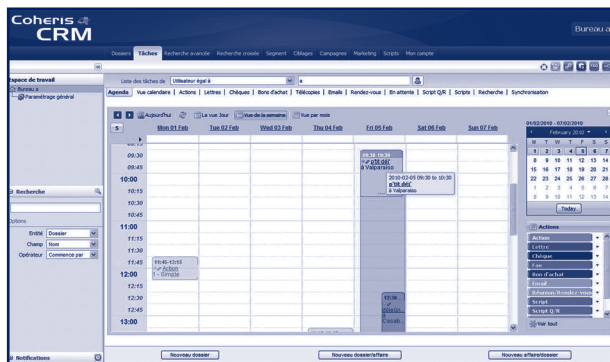 Coheris
CRM
Bureau a
Dossiers Tâches Recherche avancée Recherche croisée Segment Ciblages Campagnes Marketing Scripts Mon compte
Espace de travail
Bureau a
Paramétrage général
Liste des tâches de Utilisateur égal à a
Agenda | Vue calendaire | Actions | Lettres | Chèques | Bons d'achat | Télécopies | Emails | Rendez-vous | En attente | Script Q/R | Scripts | Recherche | Synchronisation
Aujourd'hui La vue Jour Vue de la semaine Vue par mois
5 Mon 01 Feb Tue 02 Feb Wed 03 Feb Thu 04 Feb Fri 05 Feb Sat 06 Feb Sun 07 Feb
09:15
09:30
09:45
10:00
10:15
10:30
10:45
11:00
11:15
11:30
11:45
12:00
12:15
12:30
12:45
13:00
09:30-10:30
p'tit déj'
à Valparaiso
2010-02-05 09:30 to 10:30
p'tit déj'
à Valparaiso
11:45-12:15
Action
1 - Simple
12:30...
01/02/2010 - 07/02/2010
February 2010
M T W T F S S
1 2 3 4 5 6 7
8 9 10 11 12 13 14
15 16 17 18 19 20 21
22 23 24 25 26 27 28
1 2 3 4 5 6 7
8 9 10 11 12 13 14
Today
Actions
Action
Lettre
Chèque
Fax
Bon d'achat
Email
Réunion/Rendez-vous
Script
Script Q/R
Voir tout
Recherche
Options
Entité Dossier
Champ Nom
Opérateur Commence par
Notifications
Nouveau dossier Nouveau dossier/affaire Nouveau affaire/dossier